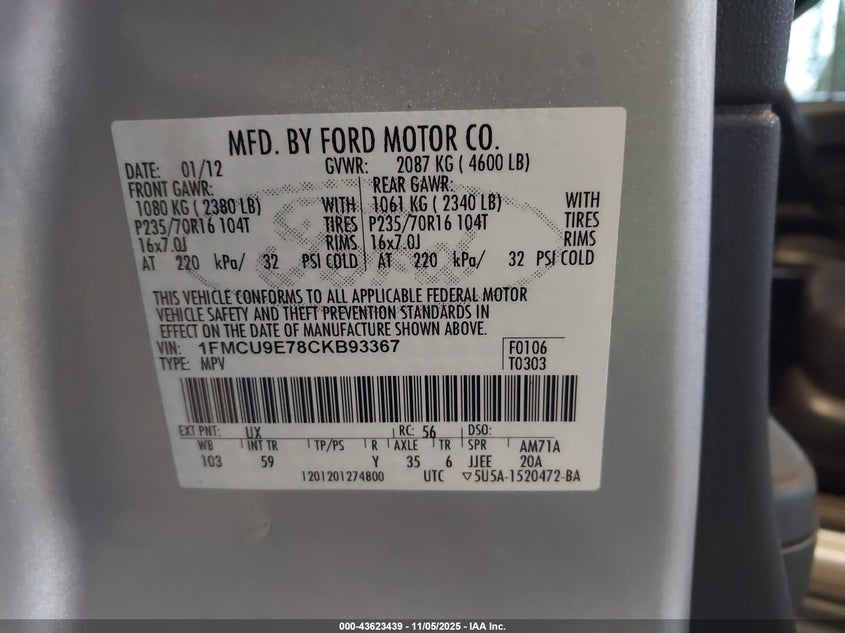 MFD. BY FORD MOTOR CO.
DATE: 01/12 GVWR: 2087 KG ( 4600 LB)
FRONT GAWR: REAR GAWR:
1080 KG ( 2380 LB) WITH 1061 KG ( 2340 LB) WITH
P235/70R16 104T TIRES P235/70R16 104T TIRES
16x7.0J RIMS 16x7.0J RIMS
AT 220 kPa/ 32 PSI COLD AT 220 kPa/ 32 PSI COLD
THIS VEHICLE CONFORMS TO ALL APPLICABLE FEDERAL MOTOR
VEHICLE SAFETY AND THEFT PREVENTION STANDARDS IN
EFFECT ON THE DATE OF MANUFACTURE SHOWN ABOVE.
VIN: 1FMCU9E78CKB93367 F0106
TYPE: MPV T0303
EXT PNT: UX RC: 56 DSO:
WB INT TR TP/PS R AXLE TR SPR AM71A
103 59 Y 35 6 JJEE 20A
1201201274800 UTC ▽5U5A-1520472-BA
Ford
000-43623439 - 11/05/2025 - IAA Inc.